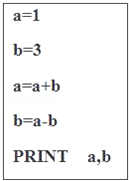 a=1
b=3
a=a+b
b=a-b
PRINT a,b